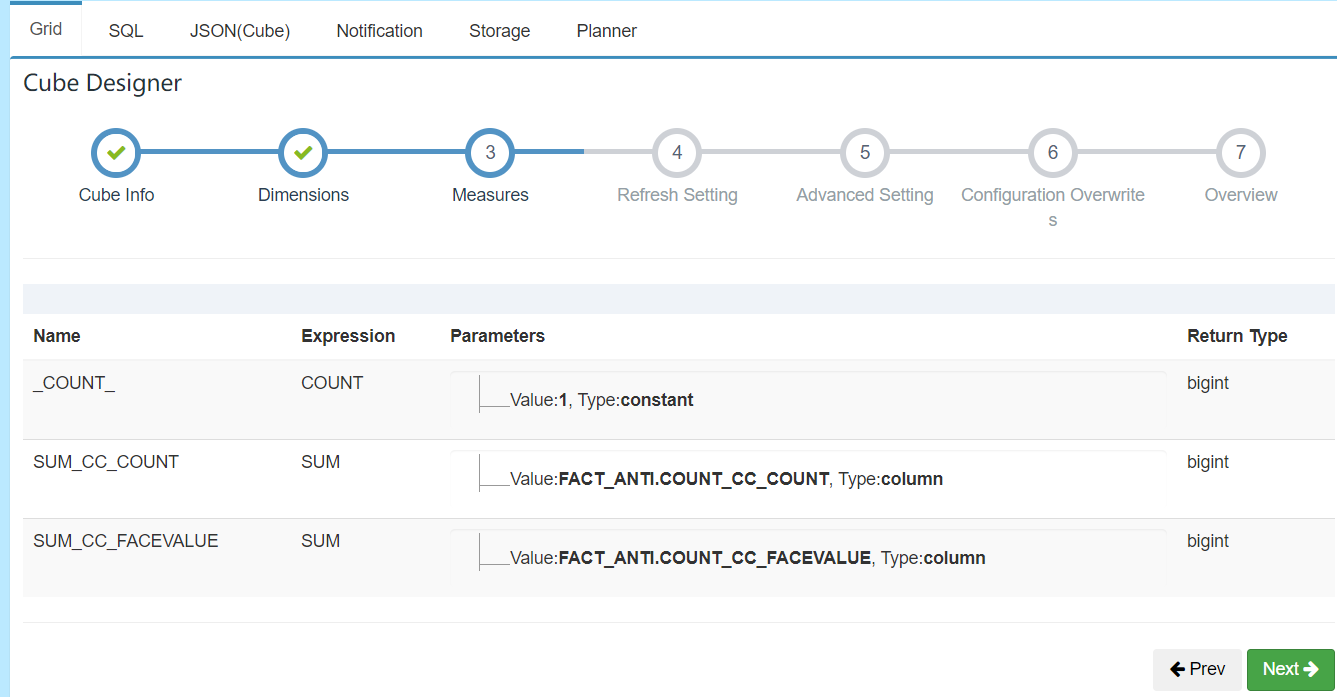 Grid SQL JSON(Cube) Notification Storage Planner
Cube Designer
3 4 5 6 7
Cube Info Dimensions Measures Refresh Setting Advanced Setting Configuration Overwrite Overview
s
Name Expression Parameters Return Type
_COUNT_ COUNT bigint
Value:1, Type:constant
SUM_CC_COUNT SUM bigint
Value:FACT_ANTI.COUNT_CC_COUNT, Type:column
SUM_CC_FACEVALUE SUM bigint
Value:FACT_ANTI.COUNT_CC_FACEVALUE, Type:column
Prev Next